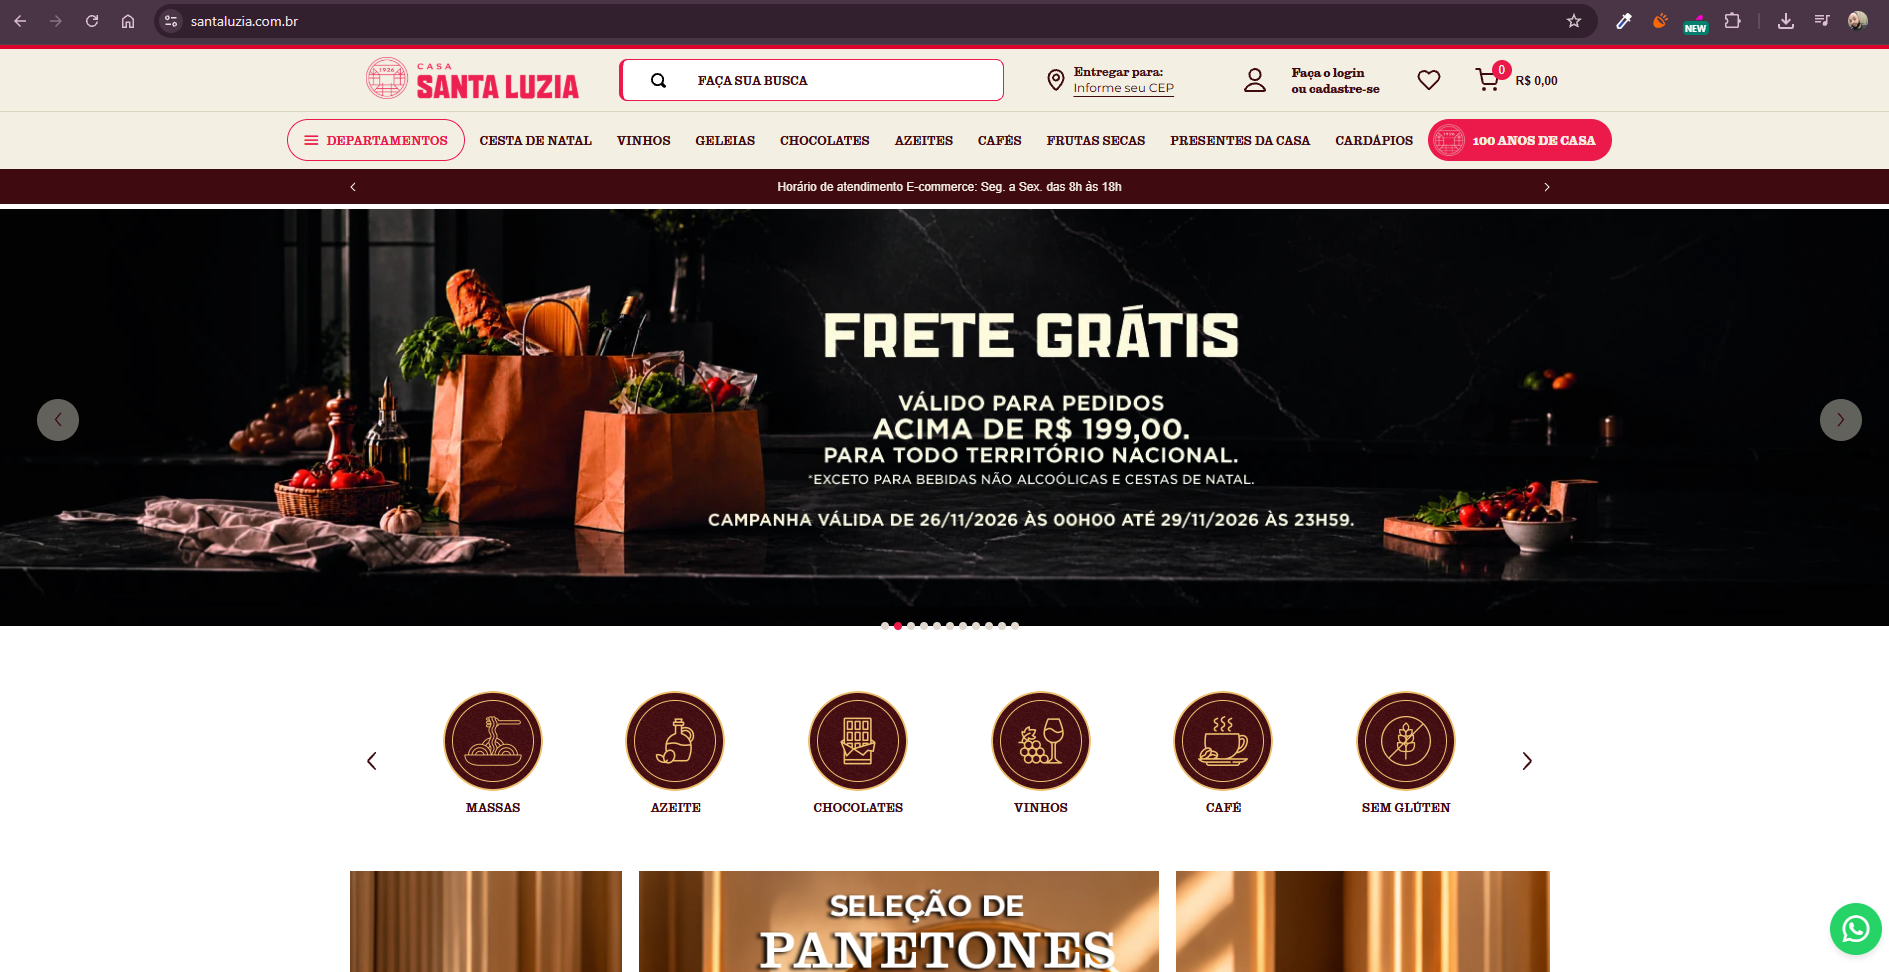 santaluzia.com.br
NEW
1926
CASA
SANTA LUZIA
FAÇA SUA BUSCA
Entregar para:
Informe seu CEP
Faça o login
ou cadastre-se
0
R$ 0,00
DEPARTAMENTOS
CESTA DE NATAL
VINHOS
GELEIAS
CHOCOLATES
AZEITES
CAFÉS
FRUTAS SECAS
PRESENTES DA CASA
CARDÁPIOS
100 ANOS DE CASA
Horário de atendimento E-commerce: Seg. a Sex. das 8h às 18h
FRETE GRÁTIS
VÁLIDO PARA PEDIDOS
ACIMA DE R$ 199,00.
PARA TODO TERRITÓRIO NACIONAL.
*EXCETO PARA BEBIDAS NÃO ALCOÓLICAS E CESTAS DE NATAL.
CAMPANHA VÁLIDA DE 26/11/2026 ÀS 00H00 ATÉ 29/11/2026 ÀS 23H59.
MASSAS
AZEITE
CHOCOLATES
VINHOS
CAFÉ
SEM GLÚTEN
SELEÇÃO DE
PANETONES